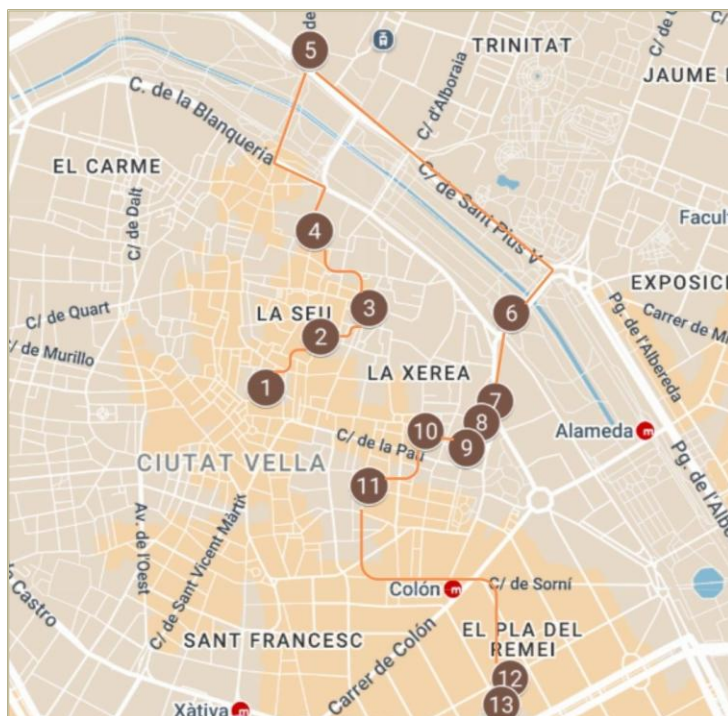 5
C/
TRINITAT
C/ d'Alboraia
JAUME
C. de la Blanqueria
EL CARME
C/ de Dalt
C/ de Sant Pius V
Facul
4
EXPOSICI
C/ de Quart
LA SEU
3
6
2
Pg. de l'Albereda
Carrer de
C/ de Murillo
1
LA XEREA
7
8
10
9
C/ de la Pau
Alameda
m
CIUTAT VELLA
11
Av. de l'Oest
C/ de Sant Vicent Màrtir
Pg. de l'Alb
Castro
Colón
m
C/ de Sorní
SANT FRANCESC
Carrer de Colón
EL PLA DEL
REMEI
12
13
Xàtiva
m